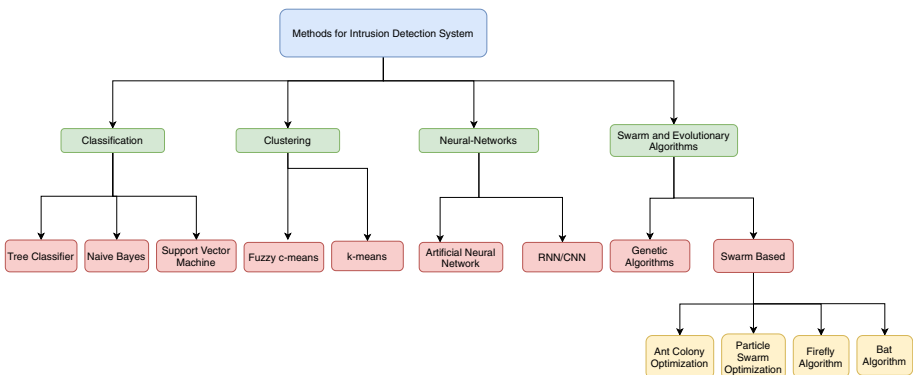 Methods for Intrusion Detection System
Classification
Clustering
Neural-Networks
Swarm and Evolutionary
Algorithms
Tree Classifier
Naive Bayes
Support Vector
Machine
Fuzzy c-means
k-means
Artificial Neural
Network
RNN/CNN
Genetic
Algorithms
Swarm Based
Ant Colony
Optimization
Particle
Swarm
Optimization
Firefly
Algorithm
Bat
Algorithm